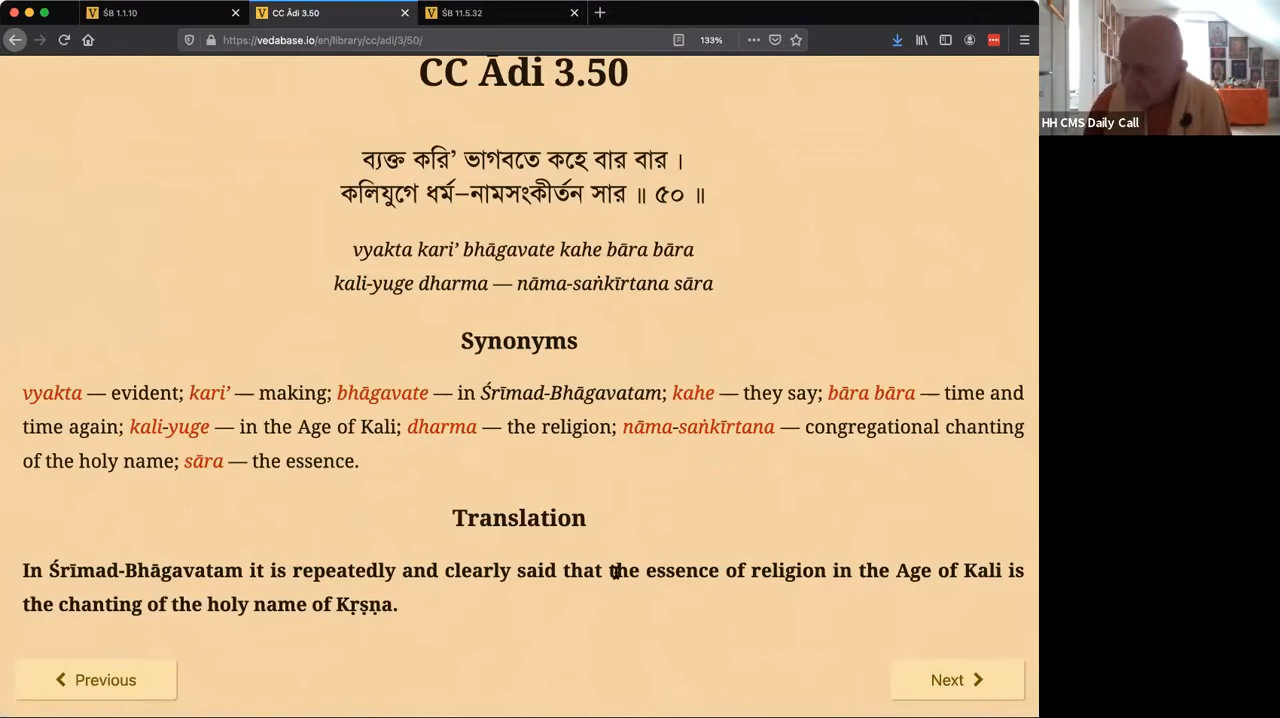 ŚB 1.1.10
CC Ādi 3.50
ŚB 11.5.32
https://vedabase.io/en/library/cc/adi/3/50/
133%
HH CMS Daily Call
CC Ādi 3.50
ব্যক্ত করি’ ভাগবতে কহে বার বার ।
কলিযুগে ধর্ম–নামসংকীর্তন সার ॥ ৫০ ॥
vyakta kari’ bhāgavate kahe bāra bāra
kali-yuge dharma — nāma-saṅkīrtana sāra
Synonyms
vyakta — evident; kari’ — making; bhāgavate — in Śrīmad-Bhāgavatam; kahe — they say; bāra bāra — time and
time again; kali-yuge — in the Age of Kali; dharma — the religion; nāma-saṅkīrtana — congregational chanting
of the holy name; sāra — the essence.
Translation
In Śrīmad-Bhāgavatam it is repeatedly and clearly said that the essence of religion in the Age of Kali is
the chanting of the holy name of Kṛṣṇa.
Previous
Next